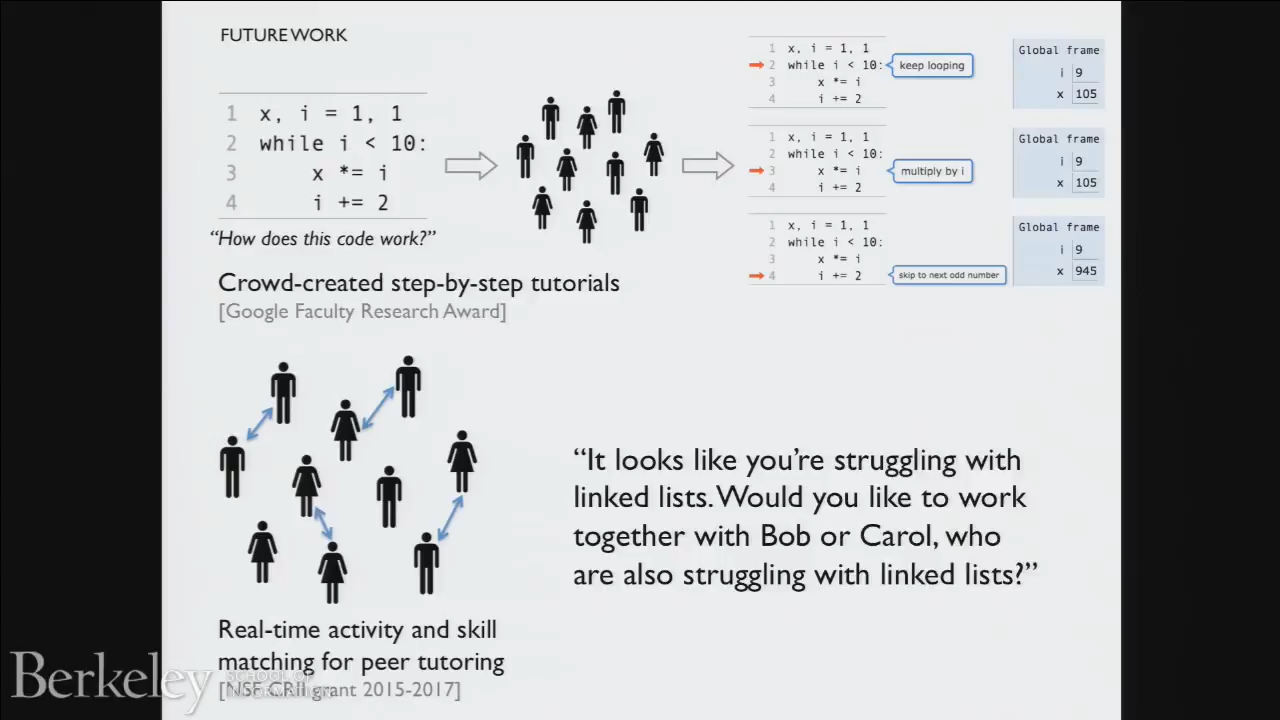 FUTURE WORK
1 x, i = 1, 1
2 while i < 10:
3 x *= i
4 i += 2
“How does this code work?”
Crowd-created step-by-step tutorials
[Google Faculty Research Award]
1 x, i = 1, 1
2 while i < 10:
3 x *= i
4 i += 2
keep looping
Global frame
i 9
x 105
1 x, i = 1, 1
2 while i < 10:
3 x *= i
4 i += 2
multiply by i
Global frame
i 9
x 105
1 x, i = 1, 1
2 while i < 10:
3 x *= i
4 i += 2
skip to next odd number
Global frame
i 9
x 945
“It looks like you’re struggling with
linked lists. Would you like to work
together with Bob or Carol, who
are also struggling with linked lists?”
Real-time activity and skill
matching for peer tutoring
[NSF CRII grant 2015-2017]
Berkeley
SCHOOL OF
INFORMATION